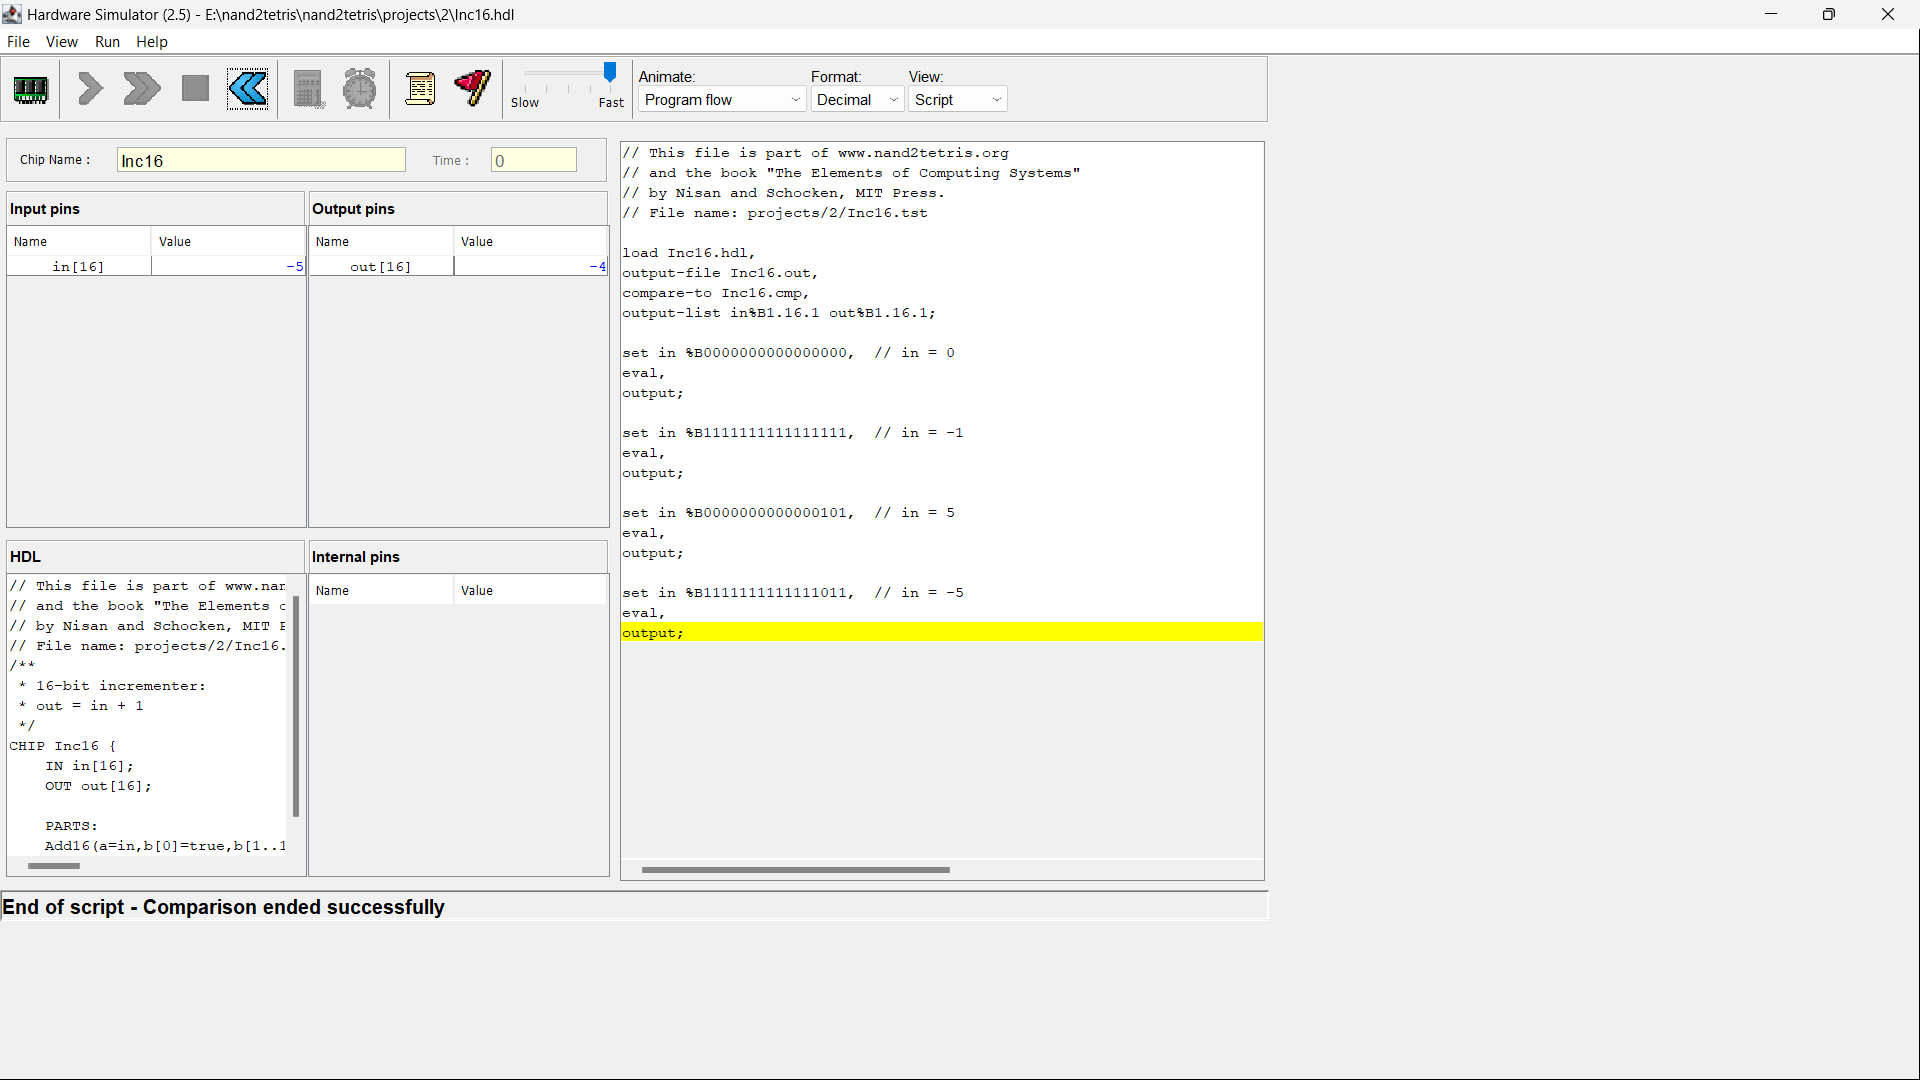 Hardware Simulator (2.5) - E:\nand2tetris\nand2tetris\projects\2\Inc16.hdl
File View Run Help
Slow Fast
Animate: Format: View:
Program flow Decimal Script
Chip Name : Inc16 Time : 0
Input pins
Name Value
in[16] -5
Output pins
Name Value
out[16] -4
HDL
// This file is part of www.nan
// and the book "The Elements o
// by Nisan and Schocken, MIT P
// File name: projects/2/Inc16.
/**
* 16-bit incrementer:
* out = in + 1
*/
CHIP Inc16 {
IN in[16];
OUT out[16];
PARTS:
Add16(a=in,b[0]=true,b[1..1
Internal pins
Name Value
// This file is part of www.nand2tetris.org
// and the book "The Elements of Computing Systems"
// by Nisan and Schocken, MIT Press.
// File name: projects/2/Inc16.tst
load Inc16.hdl,
output-file Inc16.out,
compare-to Inc16.cmp,
output-list in%B1.16.1 out%B1.16.1;
set in %B0000000000000000, // in = 0
eval,
output;
set in %B1111111111111111, // in = -1
eval,
output;
set in %B0000000000000101, // in = 5
eval,
output;
set in %B1111111111111011, // in = -5
eval,
output;
End of script - Comparison ended successfully